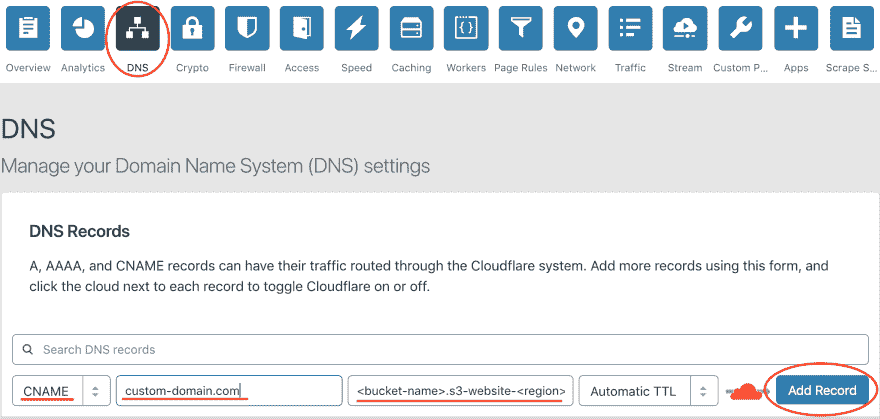 Overview Analytics DNS Crypto Firewall Access Speed Caching Workers Page Rules Network Traffic Stream Custom P... Apps Scrape S...
DNS
Manage your Domain Name System (DNS) settings
DNS Records
A, AAAA, and CNAME records can have their traffic routed through the Cloudflare system. Add more records using this form, and
click the cloud next to each record to toggle Cloudflare on or off.
Search DNS records
CNAME custom-domain.com <bucket-name>.s3-website-<region> Automatic TTL Add Record